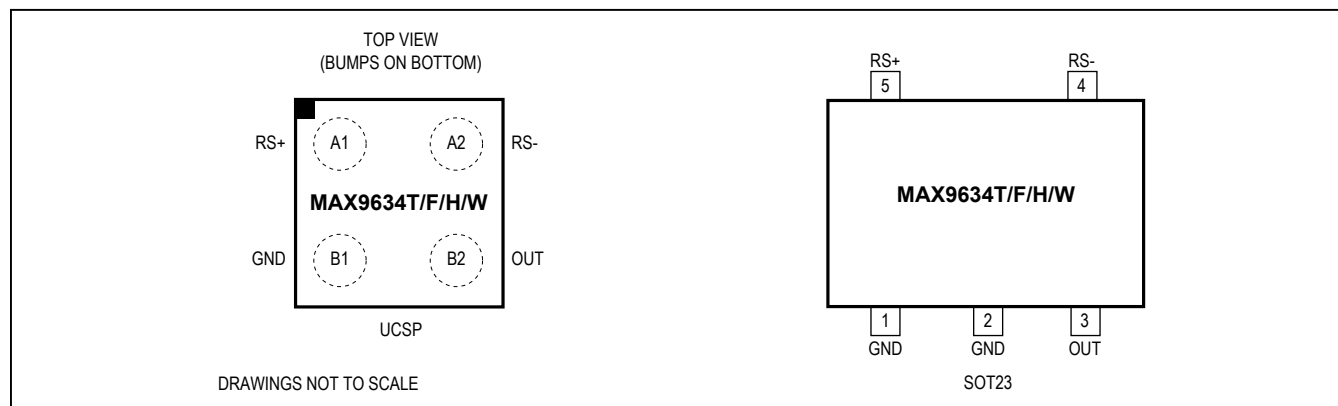 TOP VIEW
(BUMPS ON BOTTOM)
RS+ A1 A2 RS-
MAX9634T/F/H/W
GND B1 B2 OUT
UCSP
DRAWINGS NOT TO SCALE
RS+ RS-
5 4
MAX9634T/F/H/W
1 2 3
GND GND OUT
SOT23